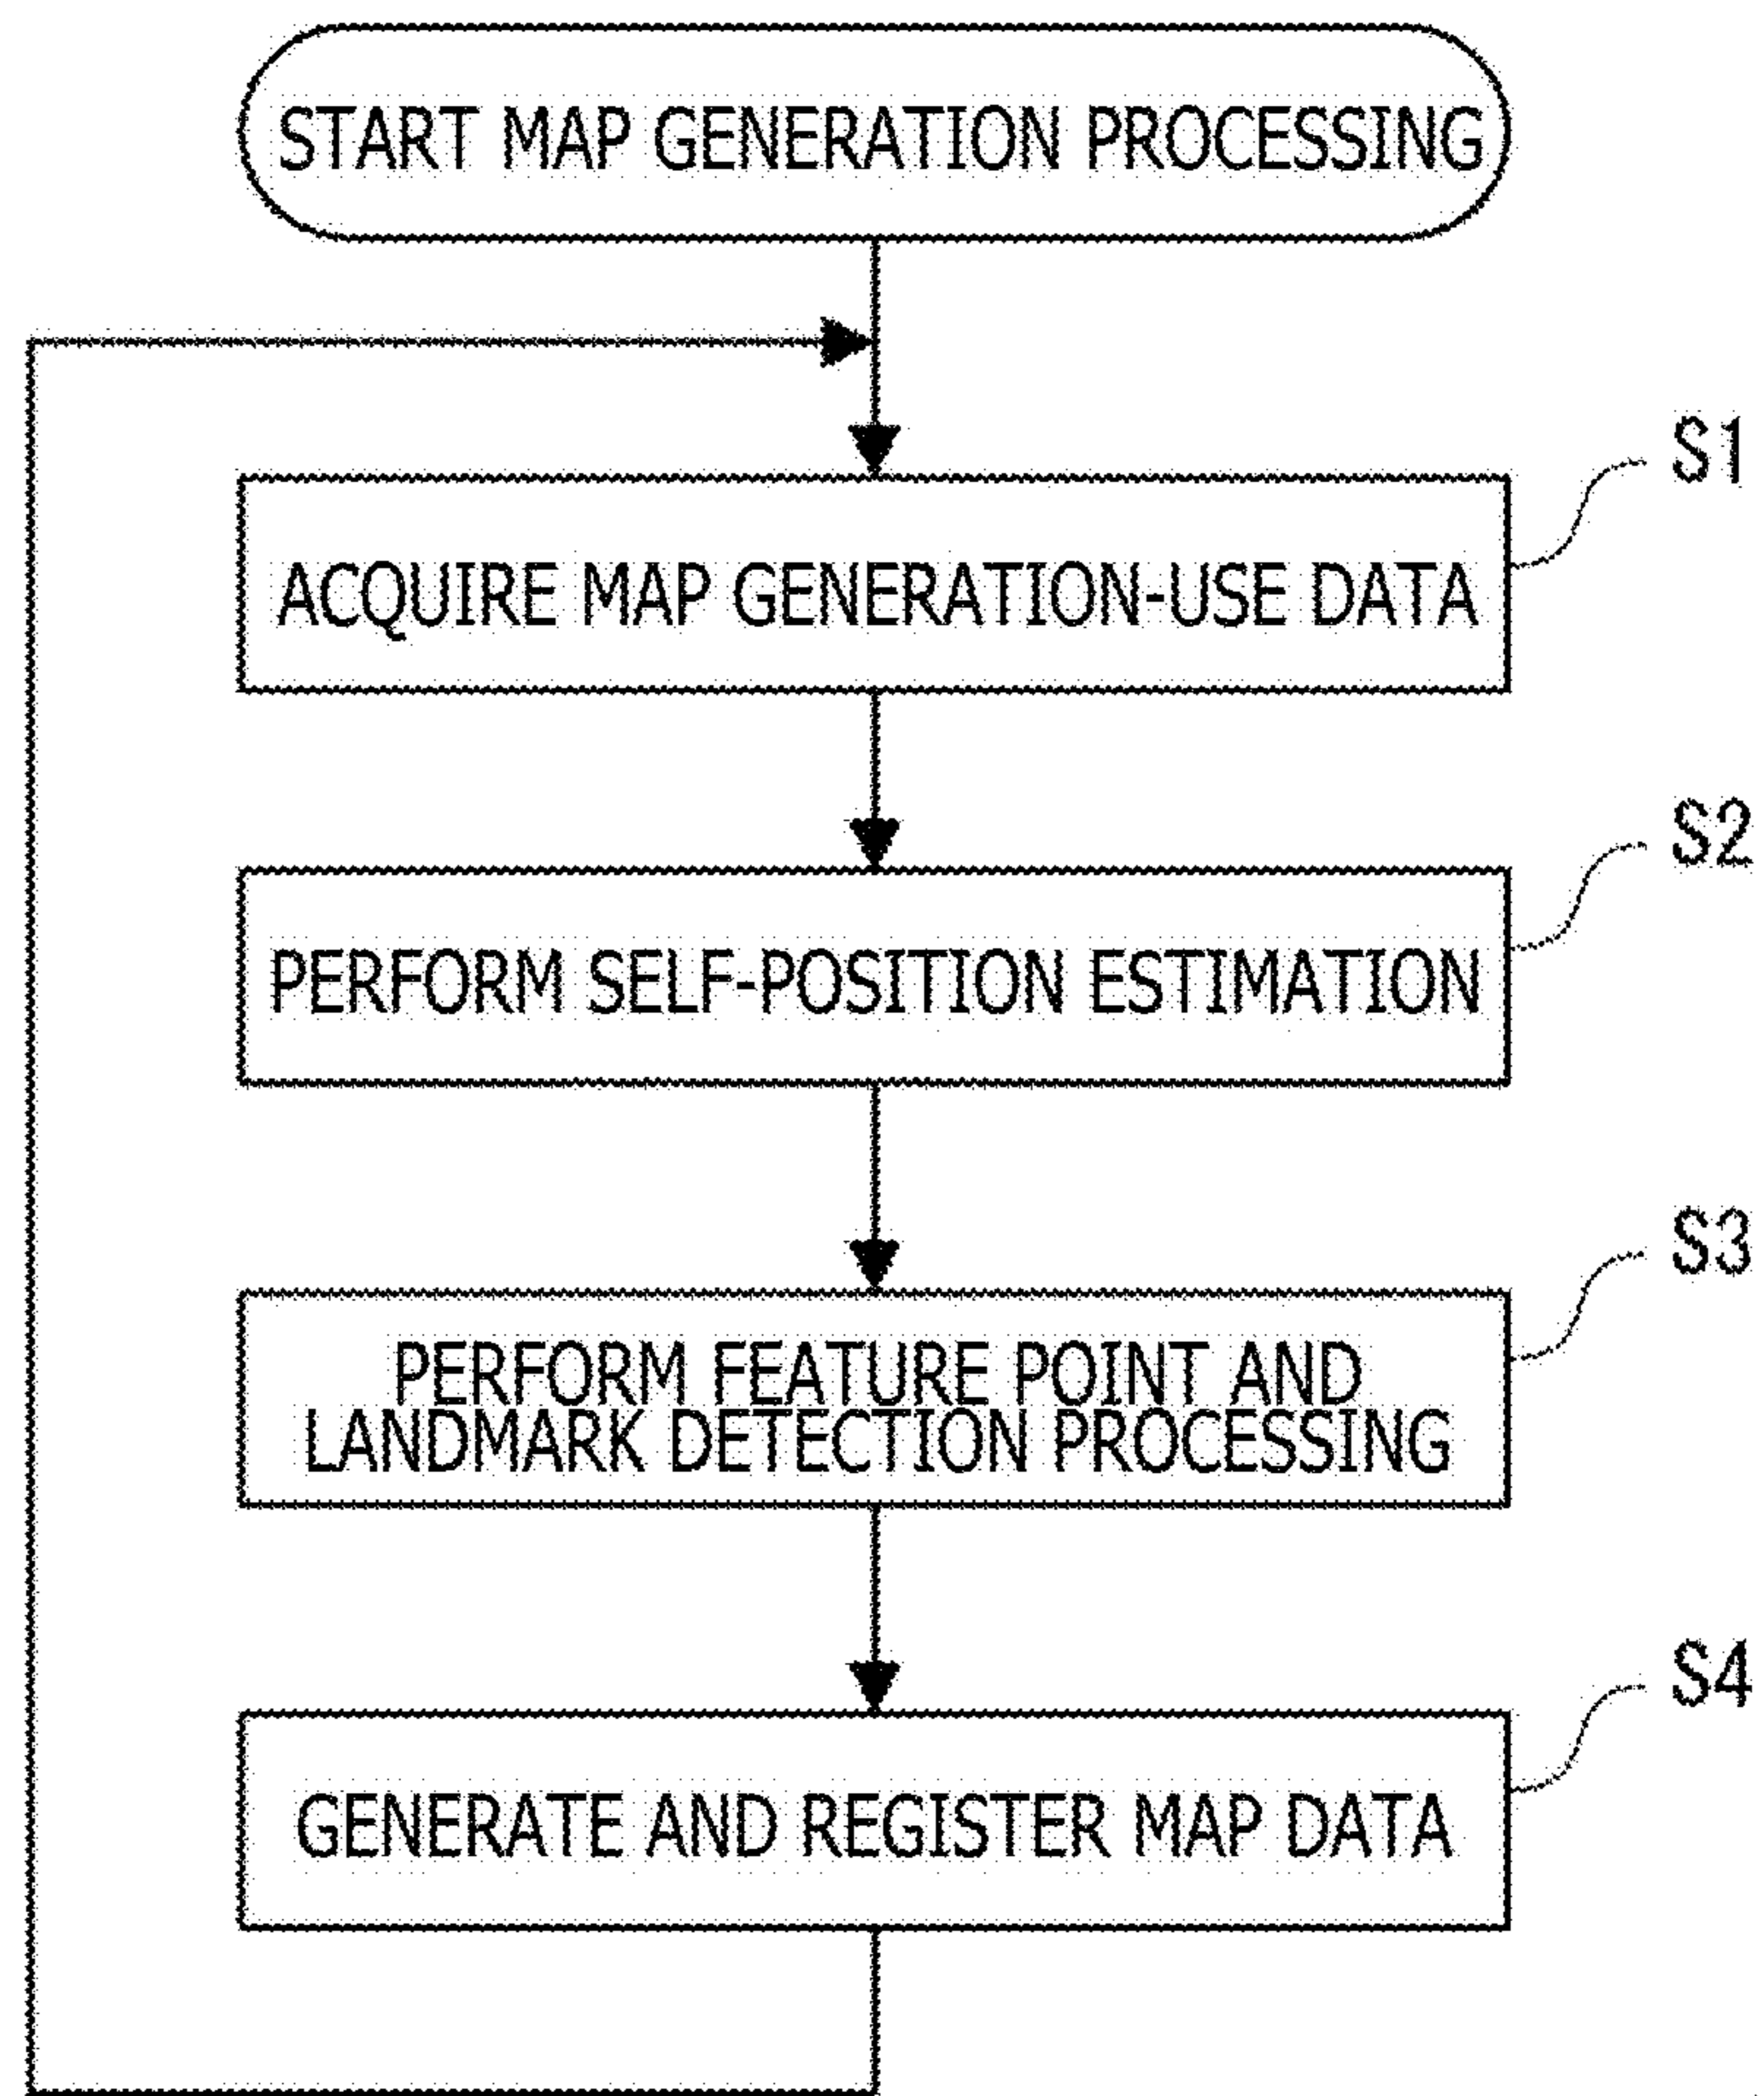 START MAP GENERATION PROCESSING
S1
ACQUIRE MAP GENERATION-USE DATA
S2
PERFORM SELF-POSITION ESTIMATION
S3
PERFORM FEATURE POINT AND
LANDMARK DETECTION PROCESSING
S4
GENERATE AND REGISTER MAP DATA